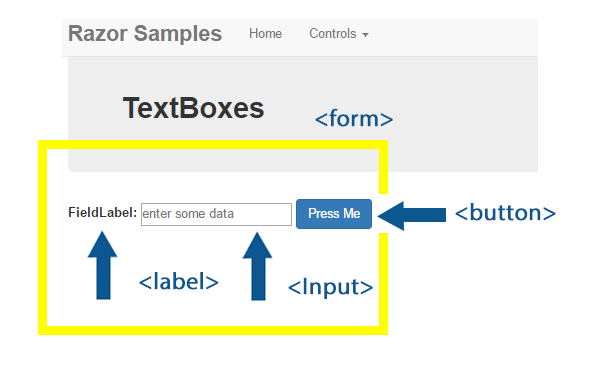 Razor Samples Home Controls
TextBoxes
<form>
FieldLabel: enter some data Press Me
<button>
<label>
<Input>